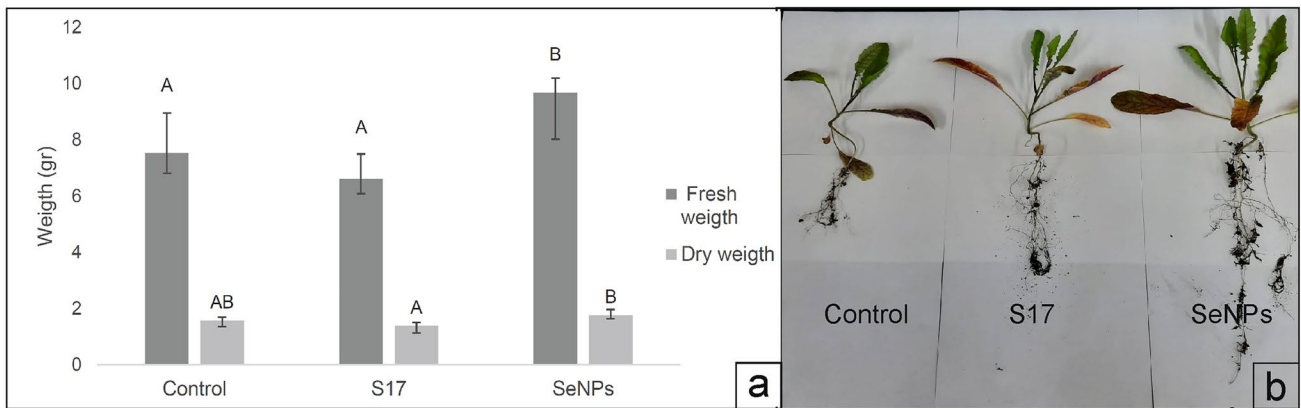 12
10
8
6
4
2
0
Weigth (gr)
A
AB
A
A
B
B
Control
S17
SeNPs
Fresh
weigth
Dry weigth
a
Control
S17
SeNPs
b